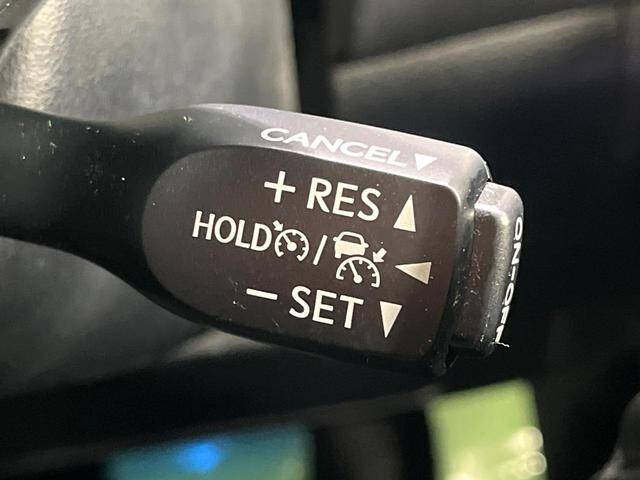 CANCEL▼
+ RES ▲
HOLD / ◀
− SET ▼
ON-OFF